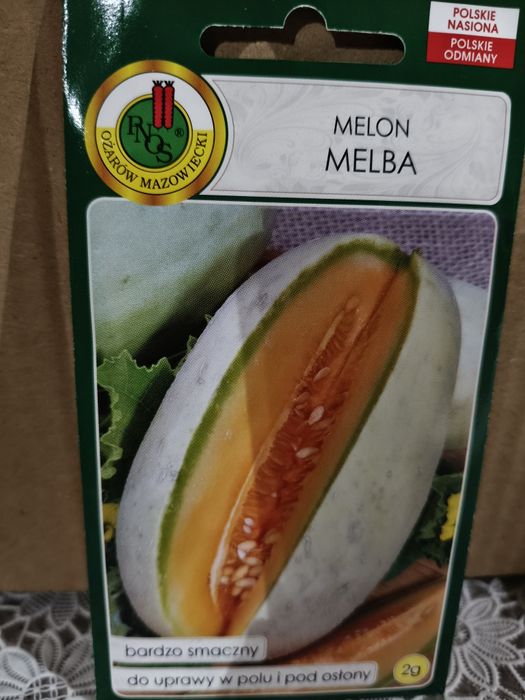 POLSKIE
NASIONA
POLSKIE
ODMIANY
PNOS ®
OŻARÓW MAZOWIECKI
MELON
MELBA
bardzo smaczny
do uprawy w polu i pod osłony
2g